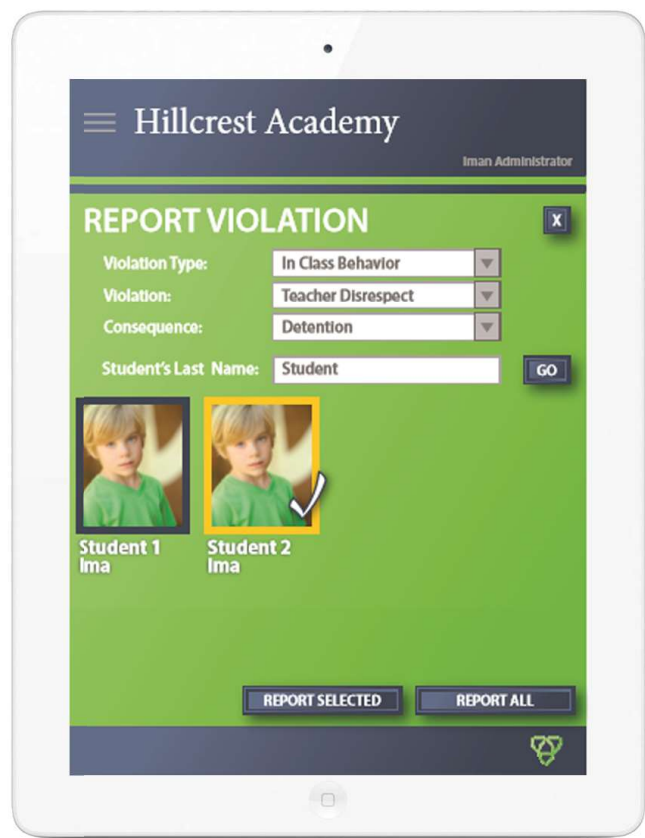 Hillcrest Academy
Iman Administrator
REPORT VIOLATION
X
Violation Type: In Class Behavior
Violation: Teacher Disrespect
Consequence: Detention
Student's Last Name: Student GO
Student 1 Student 2
Ima Ima
REPORT SELECTED REPORT ALL